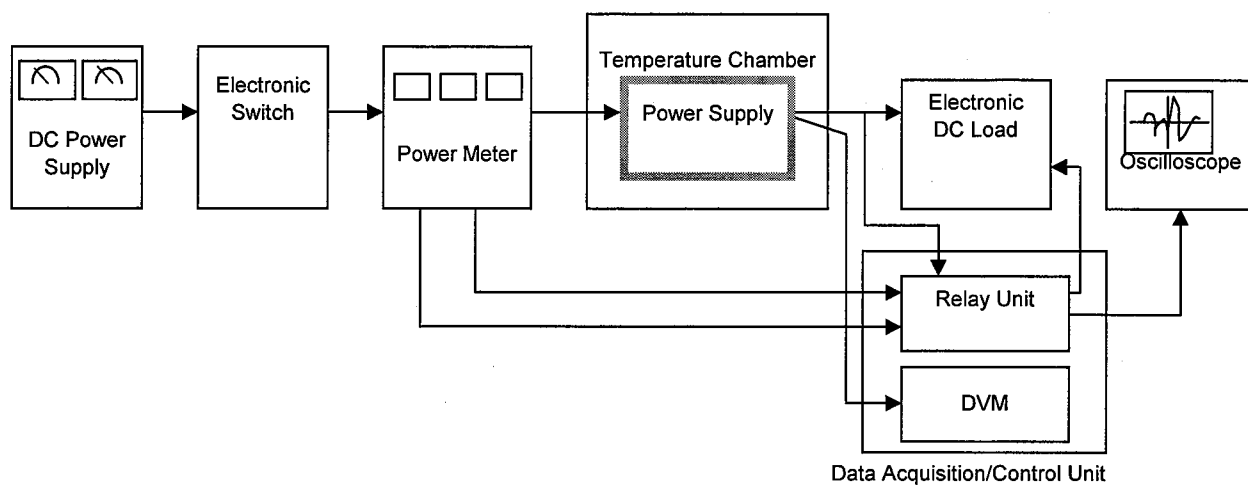 DC Power
Supply
Electronic
Switch
Power Meter
Temperature Chamber
Power Supply
Electronic
DC Load
Oscilloscope
Relay Unit
DVM
Data Acquisition/Control Unit